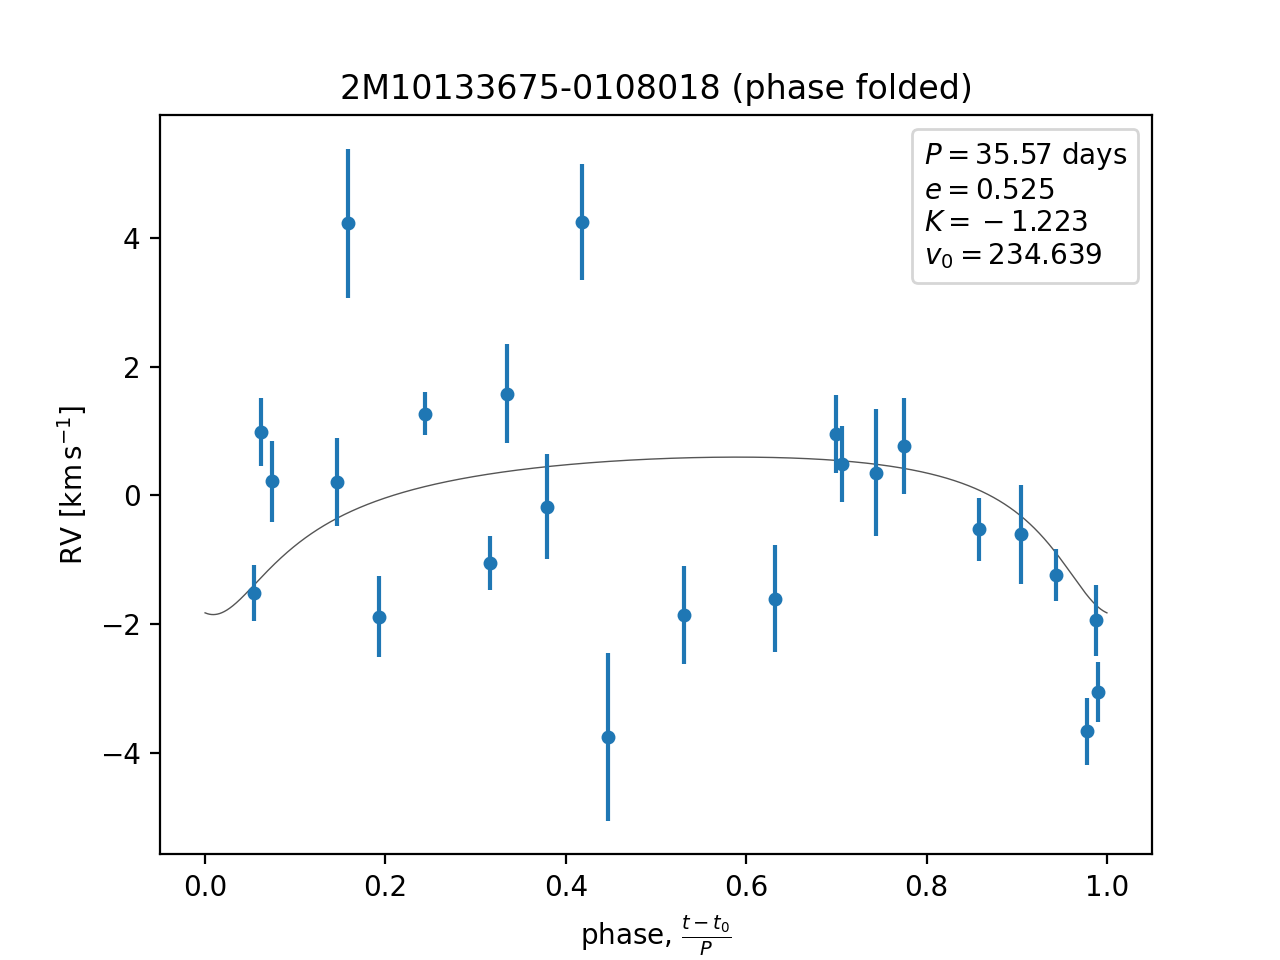 2M10133675-0108018 (phase folded)
P = 35.57 days
e = 0.525
K = −1.223
v₀ = 234.639
RV [km s⁻¹]
4
2
0
−2
−4
0.0 0.2 0.4 0.6 0.8 1.0
phase, (t − t₀)/P